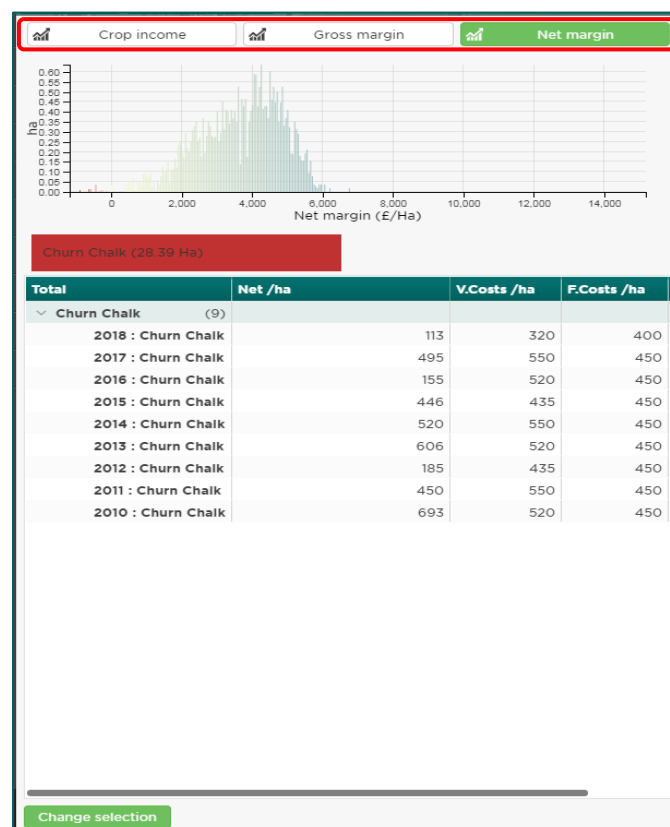 Crop income Gross margin Net margin
0.60
0.55
0.50
0.45
0.40
0.35
0.30
0.25
0.20
0.15
0.10
0.05
0.00
ha
0 2,000 4,000 6,000 8,000 10,000 12,000 14,000
Net margin (£/Ha)
Churn Chalk (28.39 Ha)
Total Net /ha V.Costs /ha F.Costs /ha
Churn Chalk (9)
2018 : Churn Chalk 113 320 400
2017 : Churn Chalk 495 550 450
2016 : Churn Chalk 155 520 450
2015 : Churn Chalk 446 435 450
2014 : Churn Chalk 520 550 450
2013 : Churn Chalk 606 520 450
2012 : Churn Chalk 185 435 450
2011 : Churn Chalk 450 550 450
2010 : Churn Chalk 693 520 450
Change selection